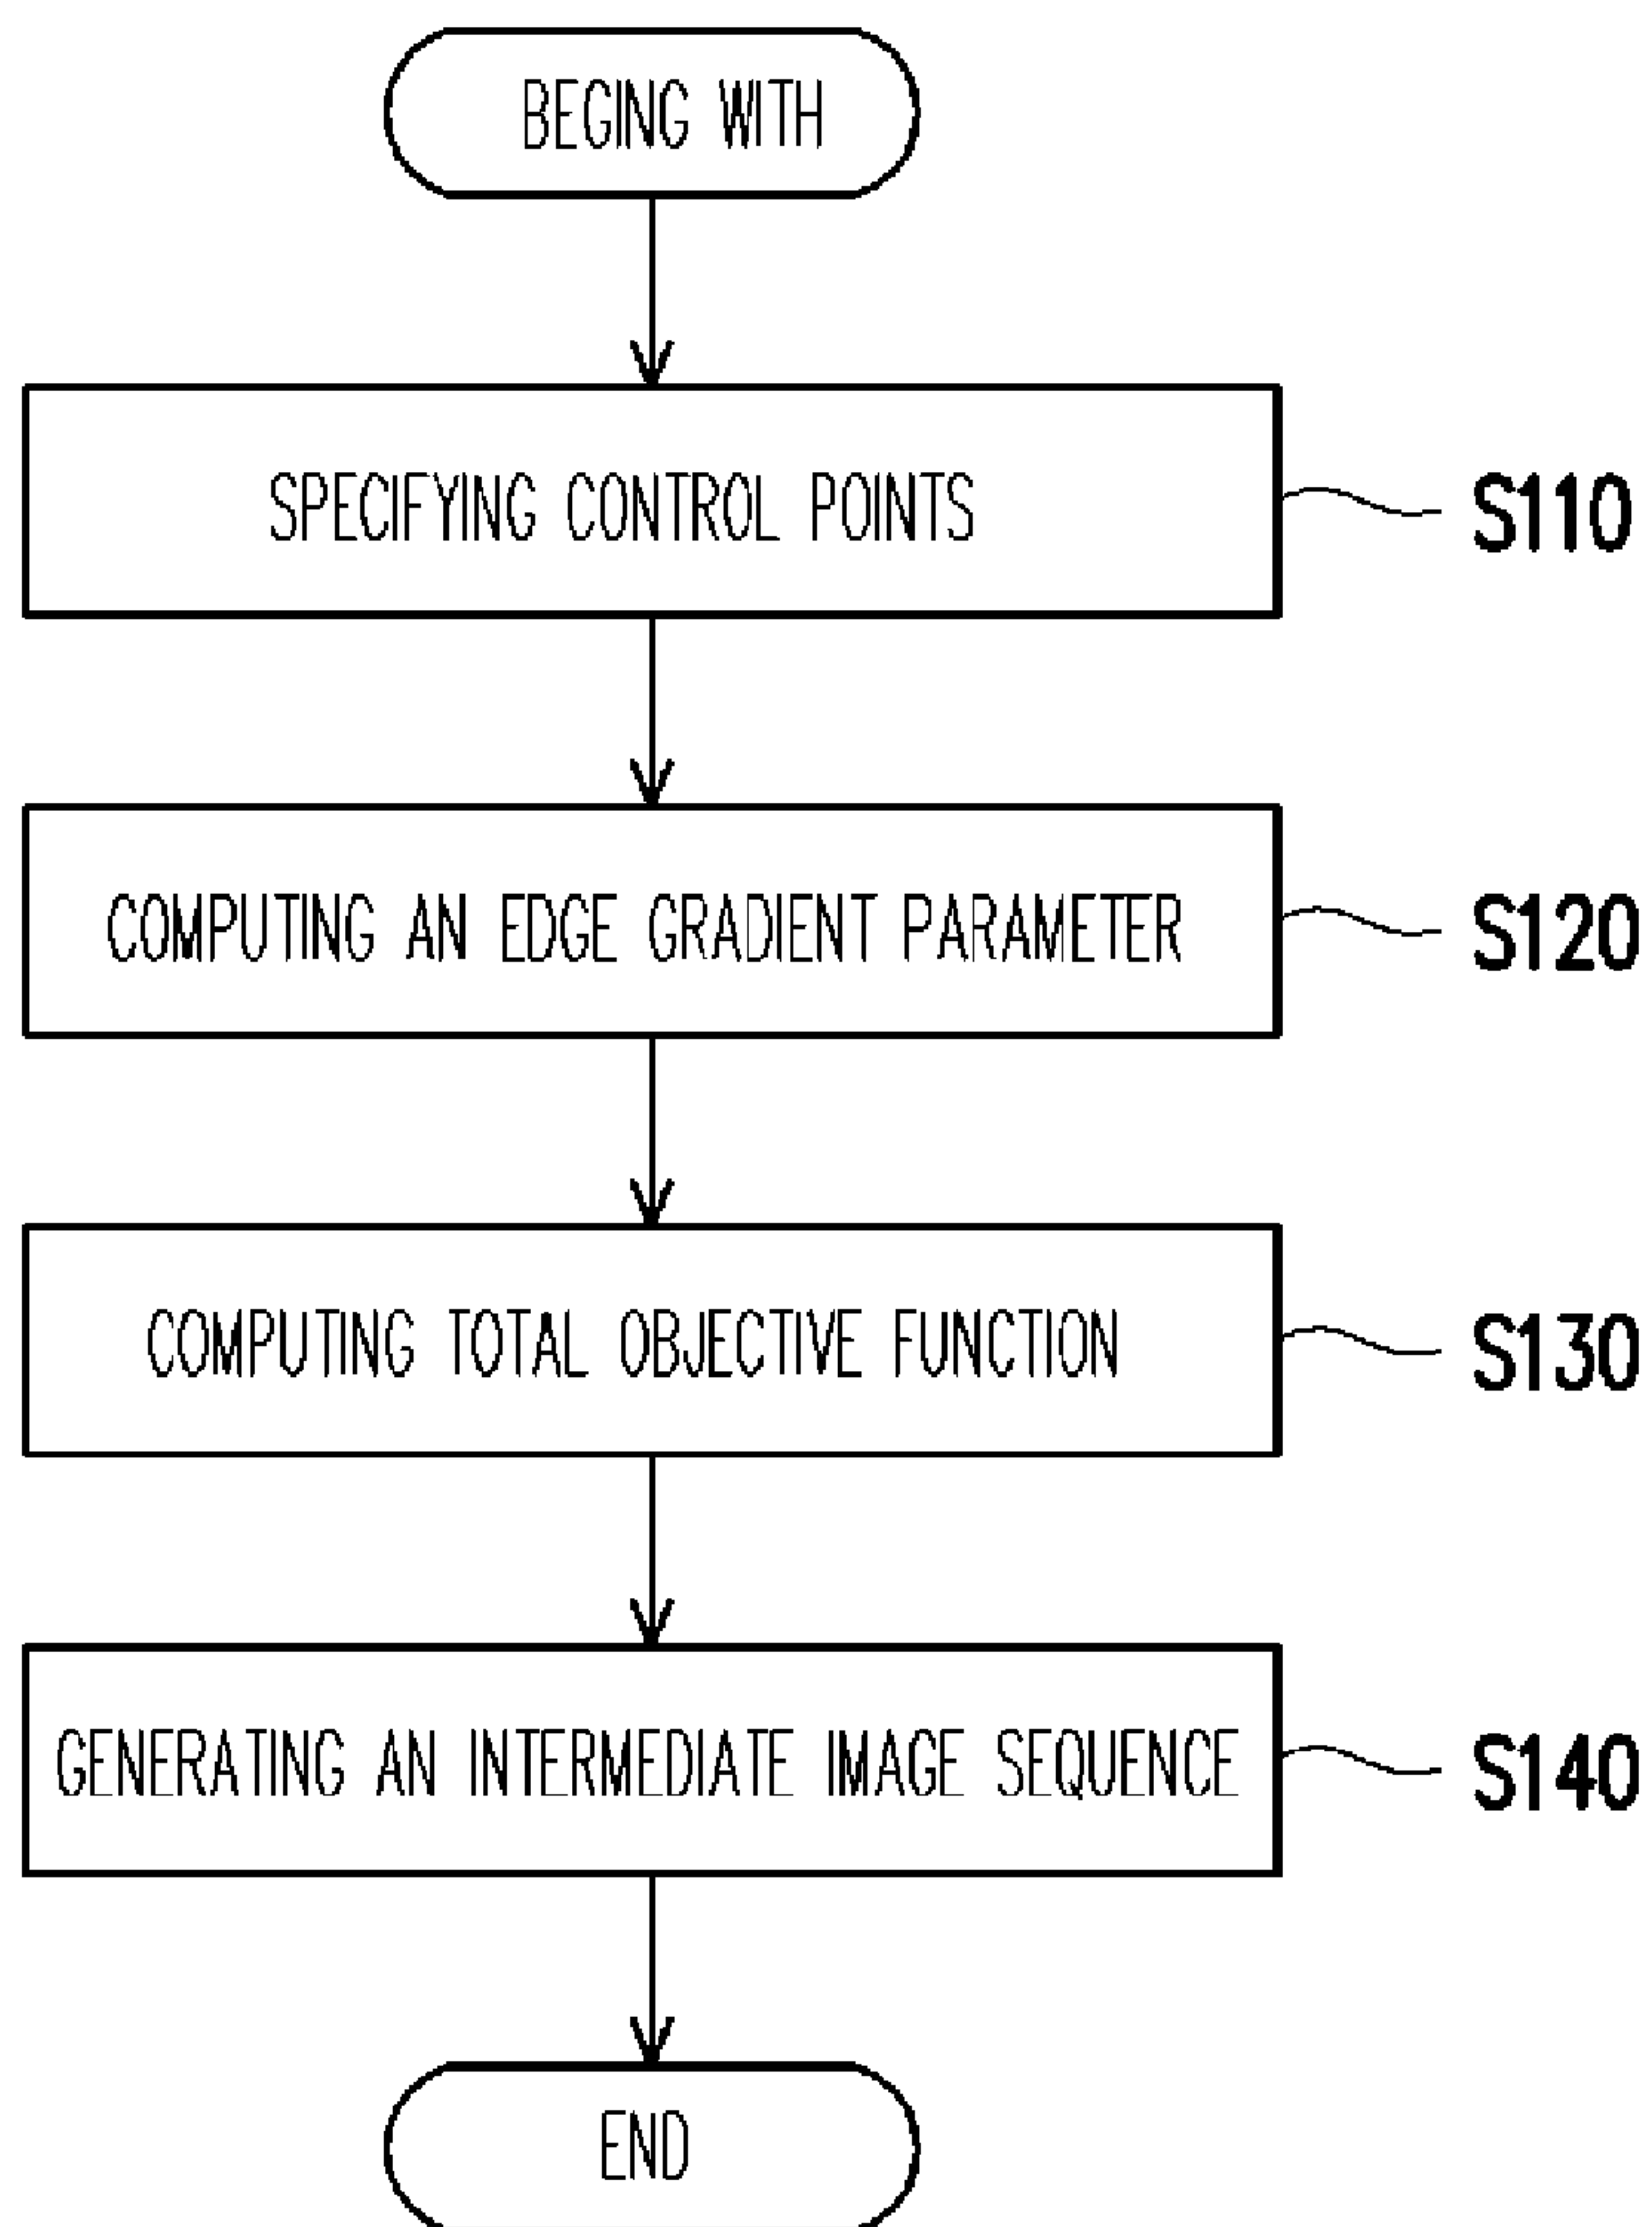 BEGING WITH
SPECIFYING CONTROL POINTS
S110
COMPUTING AN EDGE GRADIENT PARAMETER
S120
COMPUTING TOTAL OBJECTIVE FUNCTION
S130
GENERATING AN INTERMEDIATE IMAGE SEQUENCE
S140
END